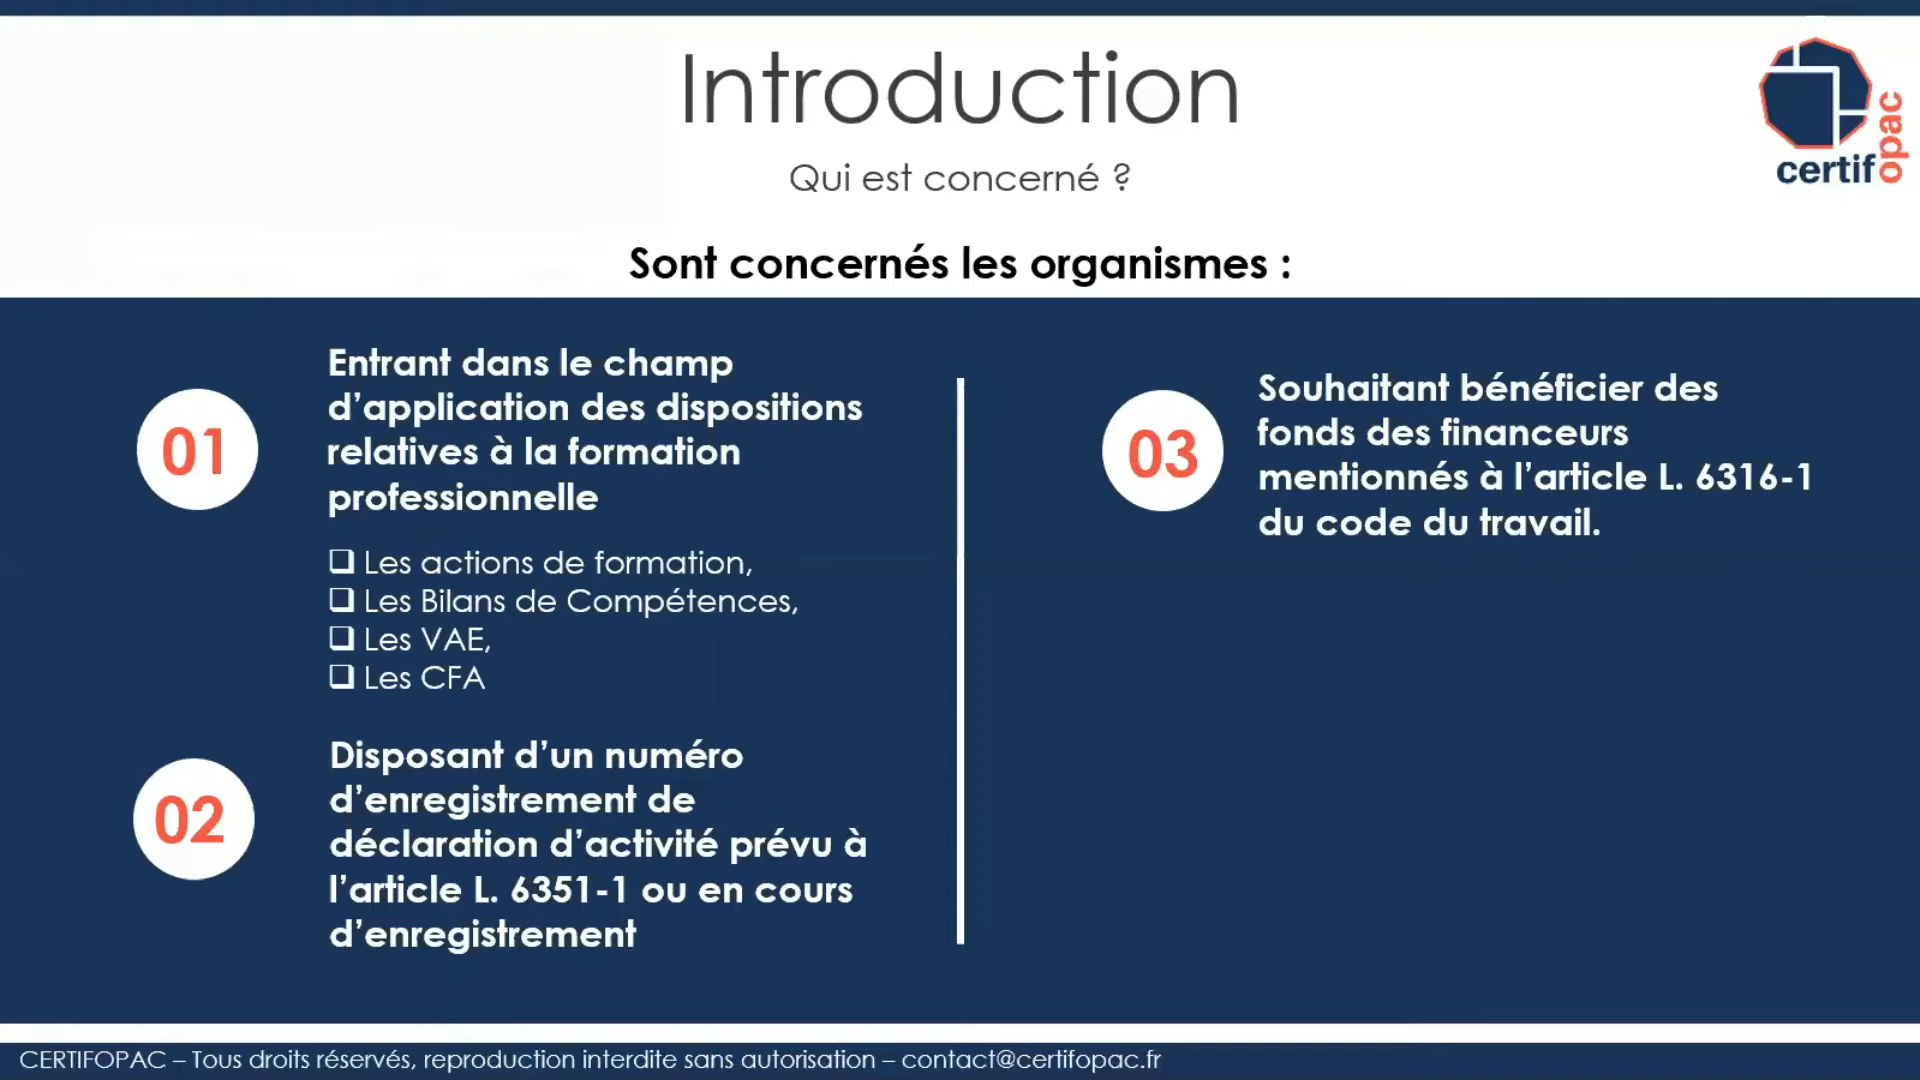 Introduction
Qui est concerné ?
certifopac
Sont concernés les organismes :
01
Entrant dans le champ
d’application des dispositions
relatives à la formation
professionnelle
❑ Les actions de formation,
❑ Les Bilans de Compétences,
❑ Les VAE,
❑ Les CFA
02
Disposant d’un numéro
d’enregistrement de
déclaration d’activité prévu à
l’article L. 6351-1 ou en cours
d’enregistrement
03
Souhaitant bénéficier des
fonds des financeurs
mentionnés à l’article L. 6316-1
du code du travail.
CERTIFOPAC – Tous droits réservés, reproduction interdite sans autorisation – contact@certifopac.fr